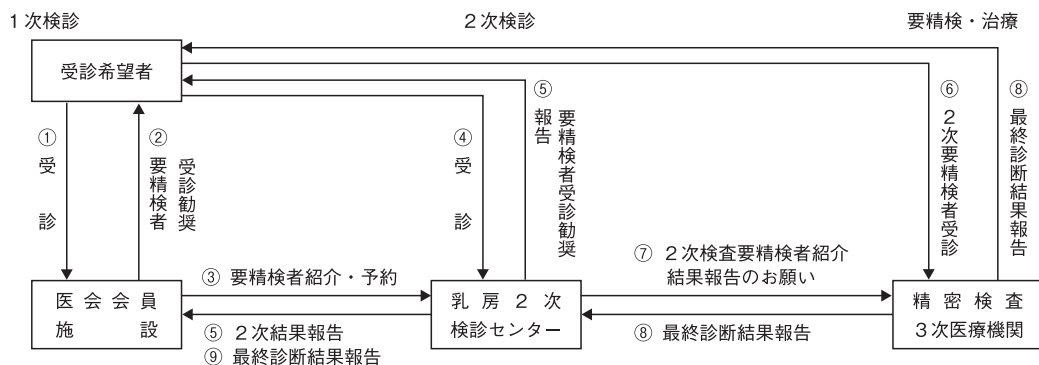 1次検診
2次検診
要精検・治療
受診希望者
① 受診
② 要精検者
受診勧奨
④ 受診
⑤ 報告
要精検者受診勧奨
⑥ 2次要精検者受診
⑧ 最終診断結果報告
③ 要精検者紹介・予約
⑦ 2次検査要精検者紹介
結果報告のお願い
医会会員
施設
乳房2次
検診センター
精密検査
3次医療機関
⑤ 2次結果報告
⑨ 最終診断結果報告
⑧ 最終診断結果報告